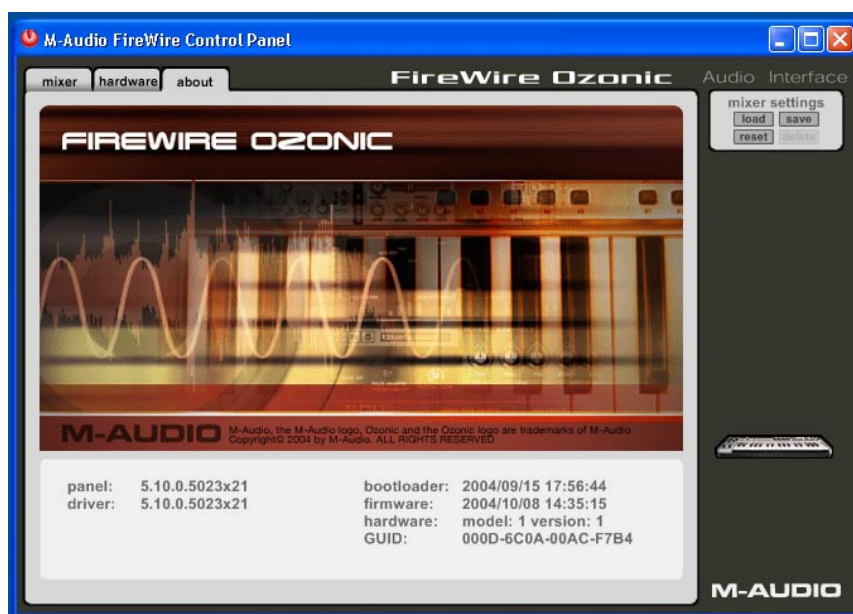 M-Audio FireWire Control Panel
mixer hardware about
FireWire Ozonic Audio Interface
mixer settings
load save
reset delete
FIREWIRE OZONIC
M-AUDIO
M-Audio, the M-Audio logo, Ozonic and the Ozonic logo are trademarks of M-Audio
Copyright© 2004 by M-Audio. ALL RIGHTS RESERVED
panel: 5.10.0.5023x21
driver: 5.10.0.5023x21
bootloader: 2004/09/15 17:56:44
firmware: 2004/10/08 14:35:15
hardware: model: 1 version: 1
GUID: 000D-6C0A-00AC-F7B4
M-AUDIO